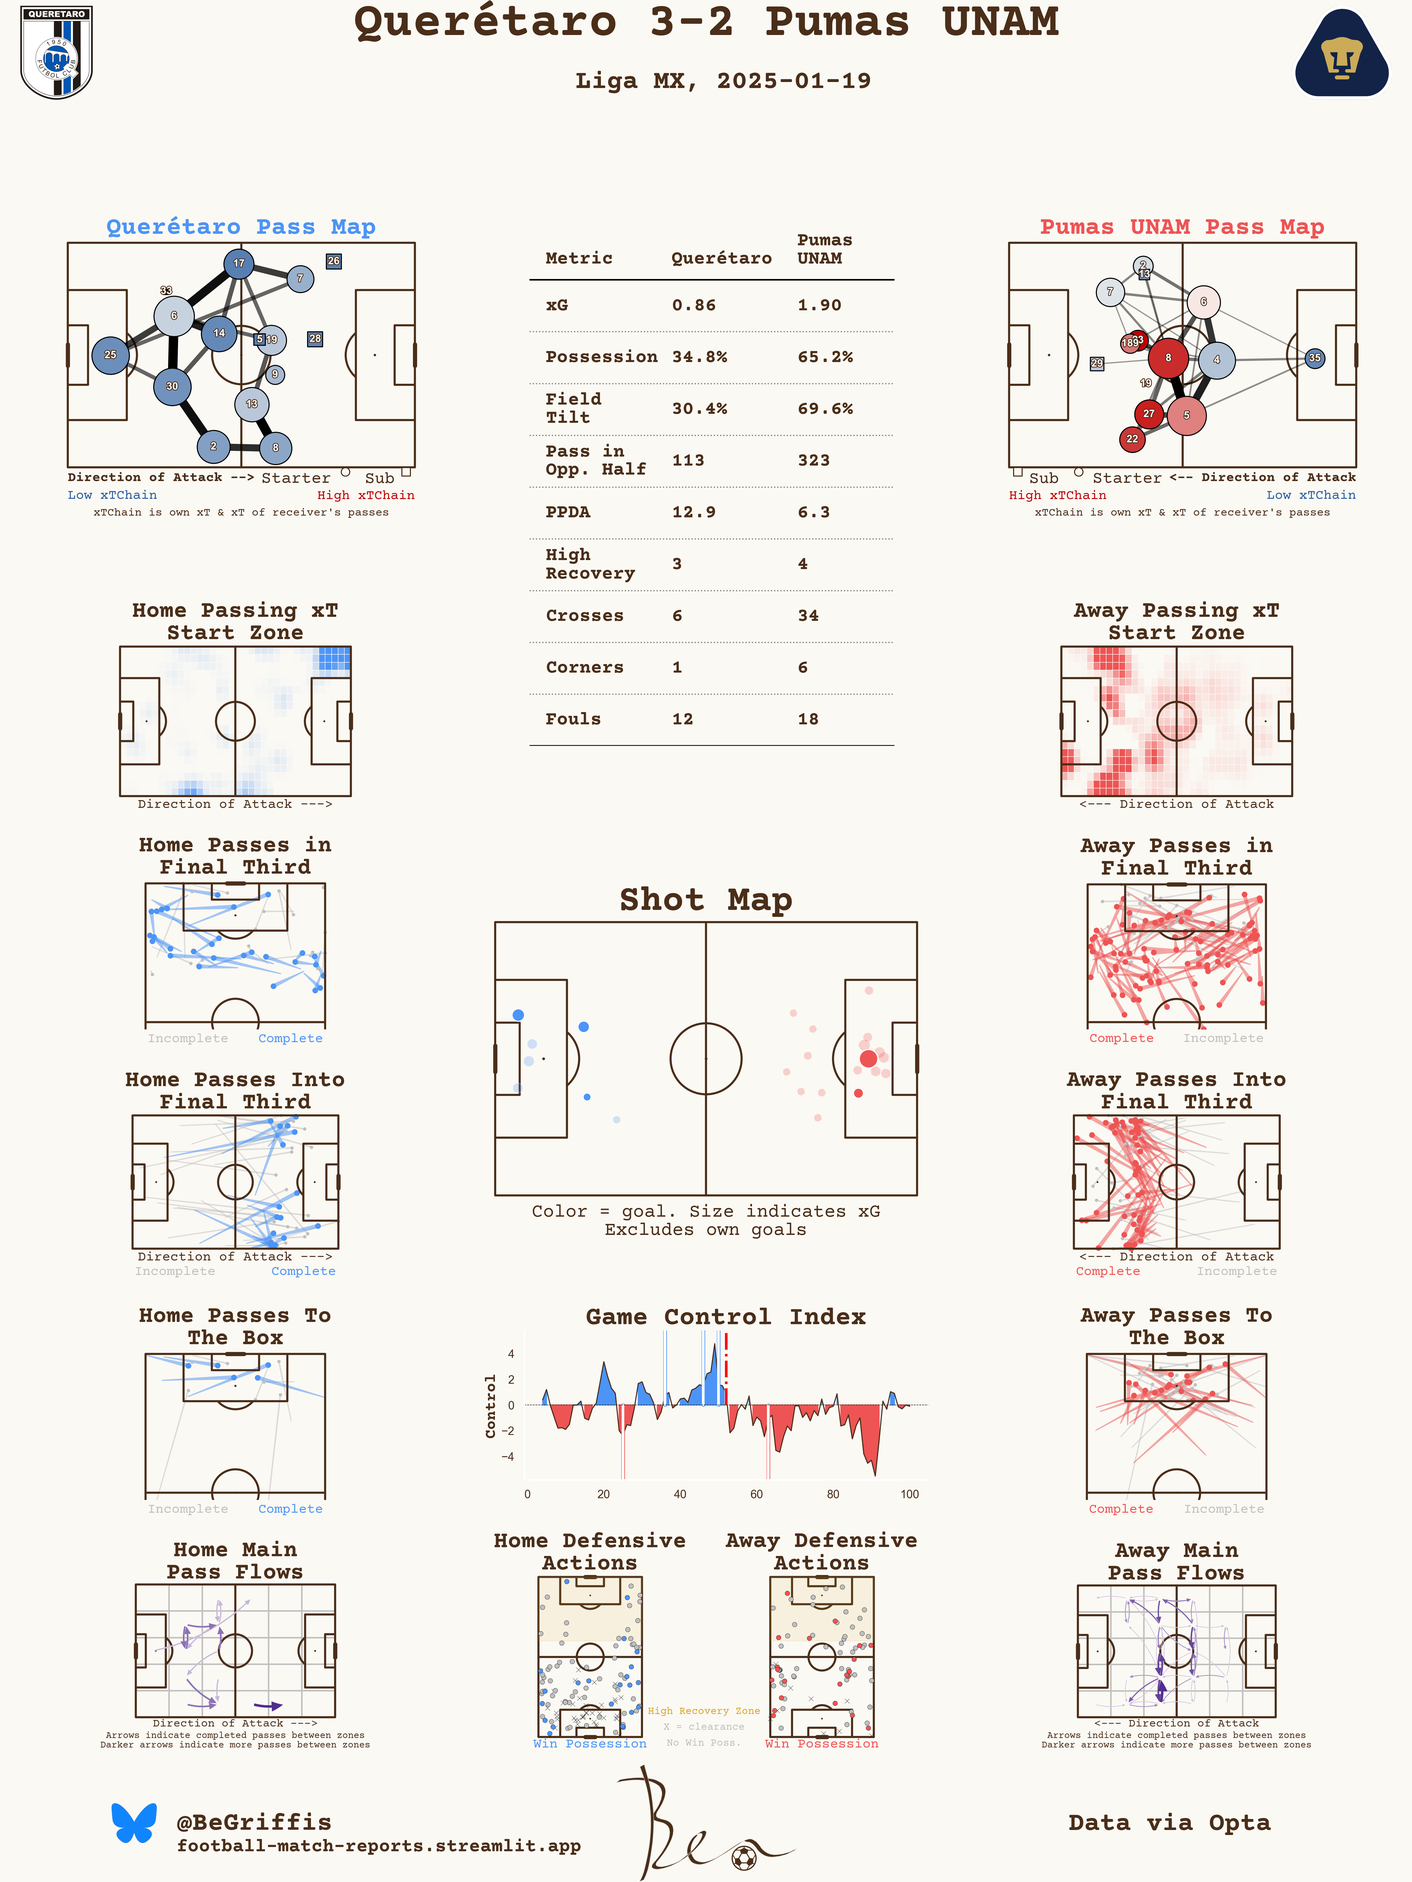 QUERETARO
1950
FUTBOL CLUB
Querétaro 3-2 Pumas UNAM
Liga MX, 2025-01-19
Querétaro Pass Map
17
26
7
33
6
14
5
19
28
25
9
30
13
2
8
Direction of Attack --> Starter Sub
Low xTChain High xTChain
xTChain is own xT & xT of receiver's passes
Metric Querétaro Pumas UNAM
xG 0.86 1.90
Possession 34.8% 65.2%
Field Tilt 30.4% 69.6%
Pass in Opp. Half 113 323
PPDA 12.9 6.3
High Recovery 3 4
Crosses 6 34
Corners 1 6
Fouls 12 18
Pumas UNAM Pass Map
2
13
7
6
189
8
4
35
29
19
27
5
22
Sub Starter <-- Direction of Attack
High xTChain Low xTChain
xTChain is own xT & xT of receiver's passes
Home Passing xT
Start Zone
Direction of Attack --->
Away Passing xT
Start Zone
<--- Direction of Attack
Home Passes in
Final Third
Incomplete Complete
Away Passes in
Final Third
Complete Incomplete
Shot Map
Color = goal. Size indicates xG
Excludes own goals
Home Passes Into
Final Third
Direction of Attack --->
Incomplete Complete
Away Passes Into
Final Third
<--- Direction of Attack
Complete Incomplete
Home Passes To
The Box
Incomplete Complete
Game Control Index
Control
4
2
0
−2
−4
0 20 40 60 80 100
Away Passes To
The Box
Complete Incomplete
Home Main
Pass Flows
Direction of Attack --->
Arrows indicate completed passes between zones
Darker arrows indicate more passes between zones
Home Defensive
Actions
Win Possession
High Recovery Zone
X = clearance
No Win Poss.
Away Defensive
Actions
Win Possession
Away Main
Pass Flows
<--- Direction of Attack
Arrows indicate completed passes between zones
Darker arrows indicate more passes between zones
@BeGriffis
football-match-reports.streamlit.app
Ben
Data via Opta